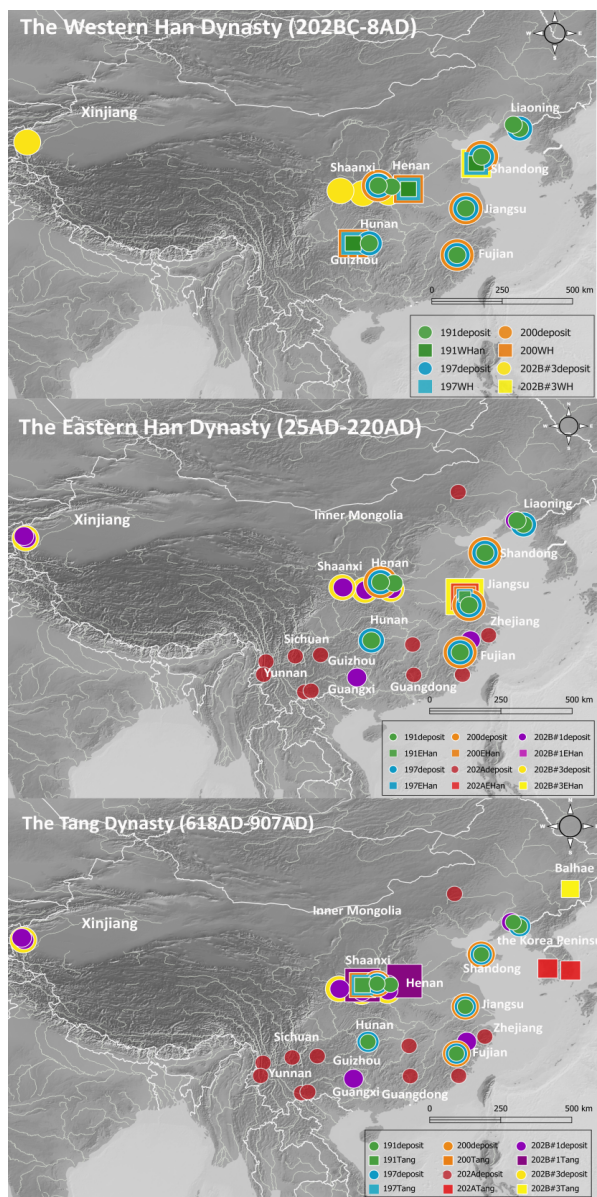 The Western Han Dynasty (202BC-8AD)
N
W E
S
Xinjiang
Liaoning
Shaanxi Henan
Shandong
Jiangsu
Hunan
Guizhou
Fujian
0 250 500 km
191deposit 200deposit
191WHan 200WH
197deposit 202B#3deposit
197WH 202B#3WH
The Eastern Han Dynasty (25AD-220AD)
N
W E
S
Xinjiang
Inner Mongolia
Liaoning
Shaanxi Henan
Shandong
Jiangsu
Hunan
Zhejiang
Sichuan
Guizhou
Fujian
Yunnan
Guangxi Guangdong
0 250 500 km
191deposit 200deposit 202B#1deposit
191EHan 200EHan 202B#1EHan
197deposit 202Adeposit 202B#3deposit
197EHan 202AEHan 202B#3EHan
The Tang Dynasty (618AD-907AD)
N
W E
S
Balhae
Xinjiang
Inner Mongolia
the Korea Peninsu
Shaanxi
Shandong
Henan
Jiangsu
Hunan
Zhejiang
Sichuan
Guizhou
Fujian
Yunnan
Guangxi Guangdong
0 250 500 km
191deposit 200deposit 202B#1deposit
191Tang 200Tang 202B#1Tang
197deposit 202Adeposit 202B#3deposit
197Tang 202ATang 202B#3Tang